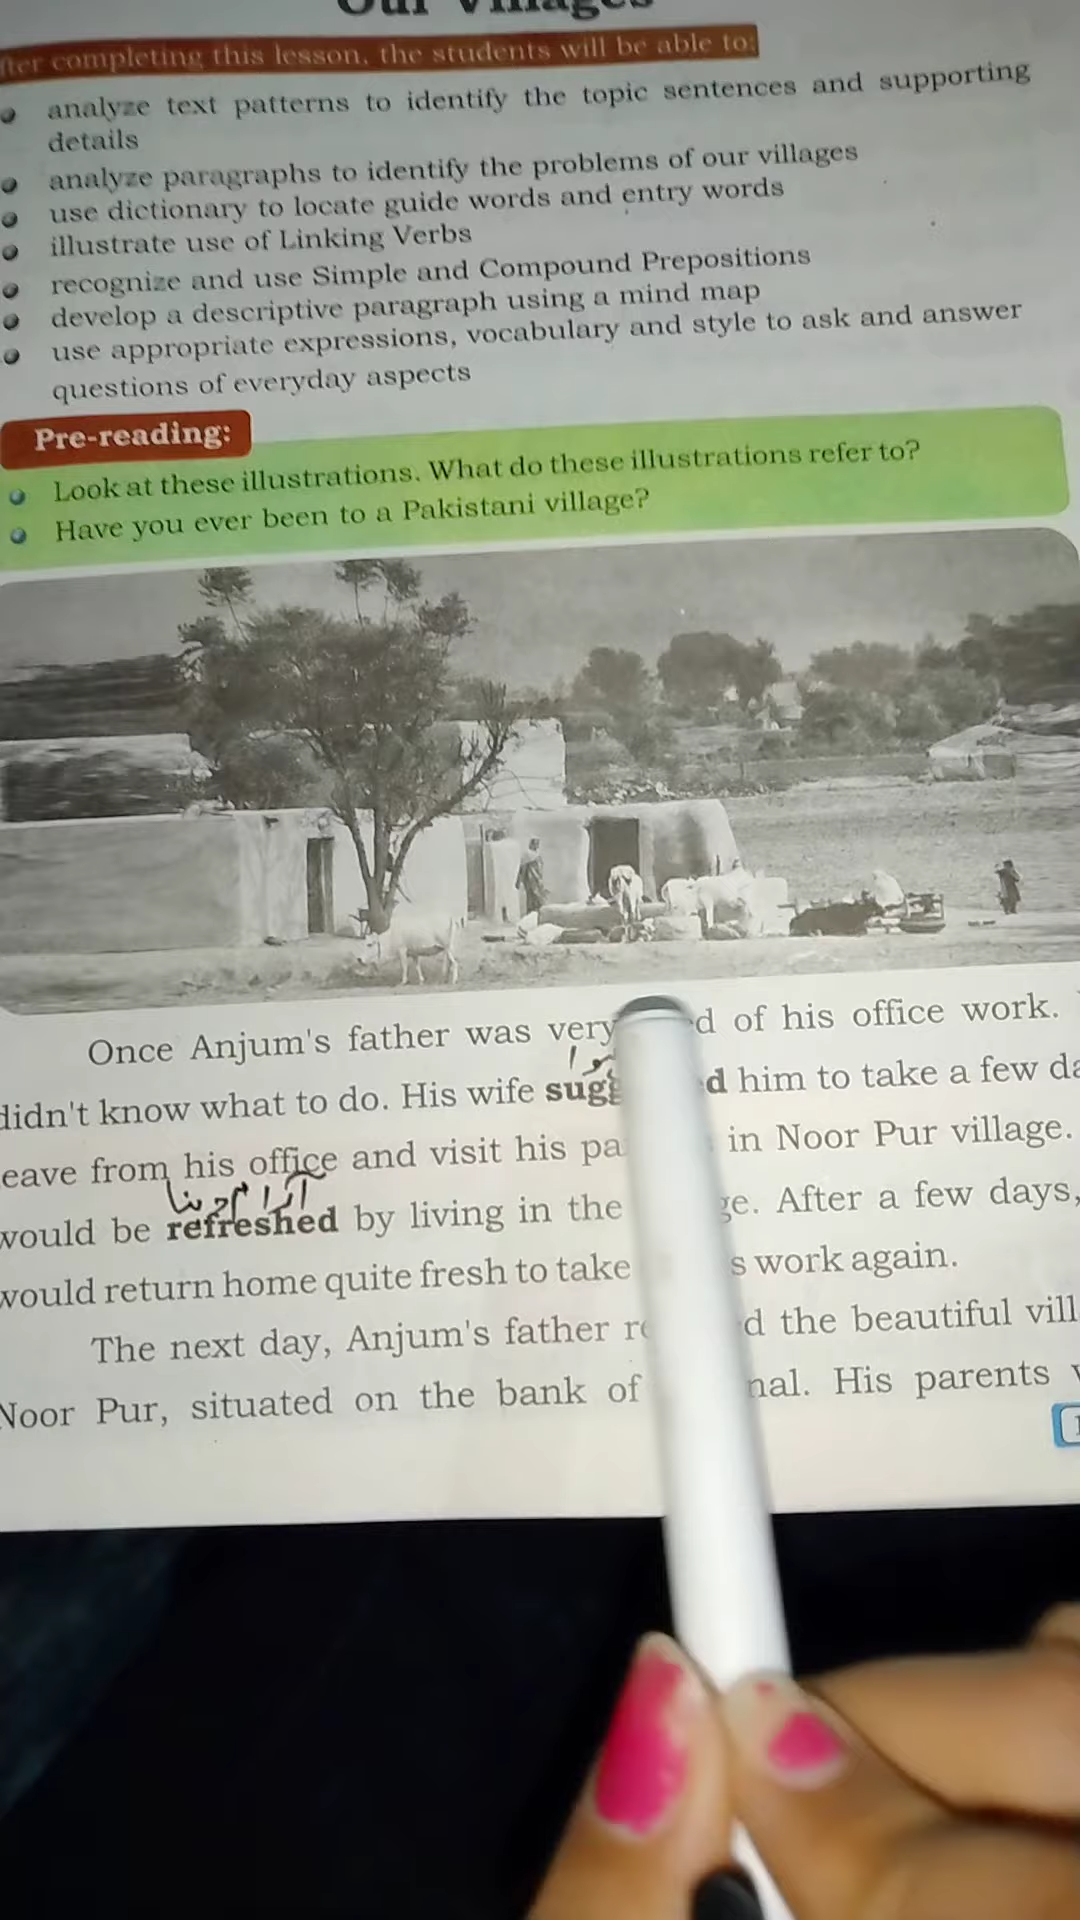 Our Villages
fter completing this lesson, the students will be able to:
analyze text patterns to identify the topic sentences and supporting
details
analyze paragraphs to identify the problems of our villages
use dictionary to locate guide words and entry words
illustrate use of Linking Verbs
recognize and use Simple and Compound Prepositions
develop a descriptive paragraph using a mind map
use appropriate expressions, vocabulary and style to ask and answer
questions of everyday aspects
Pre-reading:
Look at these illustrations. What do these illustrations refer to?
Have you ever been to a Pakistani village?
Once Anjum's father was very d of his office work.
didn't know what to do. His wife sugg d him to take a few da
eave from his office and visit his pa in Noor Pur village.
would be refreshed by living in the ge. After a few days,
would return home quite fresh to take s work again.
The next day, Anjum's father re d the beautiful vill
Noor Pur, situated on the bank of nal. His parents